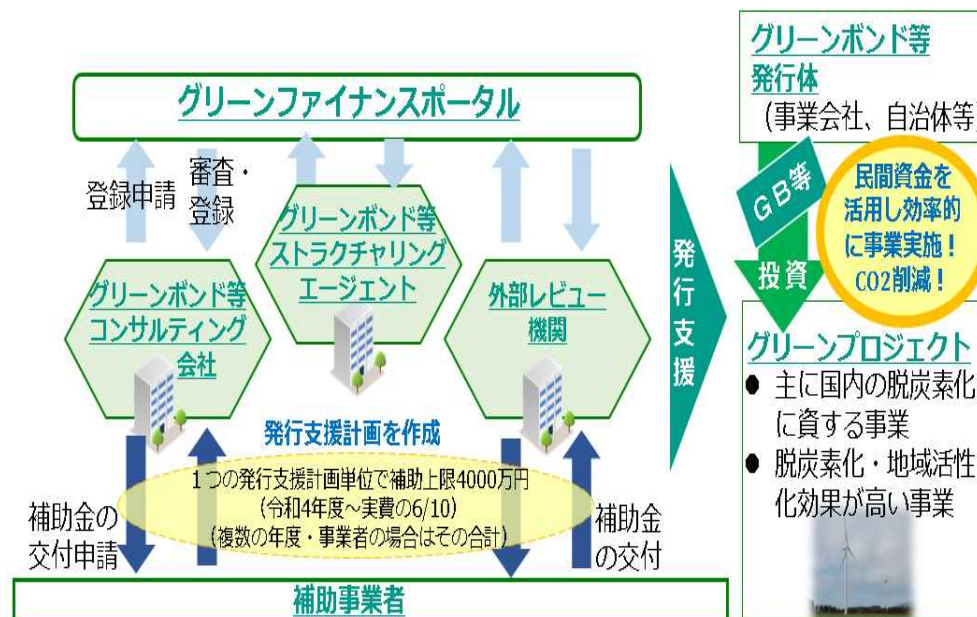 グリーンファイナンスポータル
登録申請
審査・
登録
グリーンボンド等
コンサルティング
会社
グリーンボンド等
ストラクチャリング
エージェント
外部レビュー
機関
発行支援計画を作成
１つの発行支援計画単位で補助上限4000万円
(令和4年度～実費の6/10)
(複数の年度・事業者の場合はその合計)
補助金の
交付申請
補助金
の交付
補助事業者
発行支援
グリーンボンド等
発行体
（事業会社、自治体等
GB等
投資
民間資金を
活用し効率的
に事業実施！
CO2削減！
グリーンプロジェクト
● 主に国内の脱炭素化
に資する事業
● 脱炭素化・地域活性
化効果が高い事業